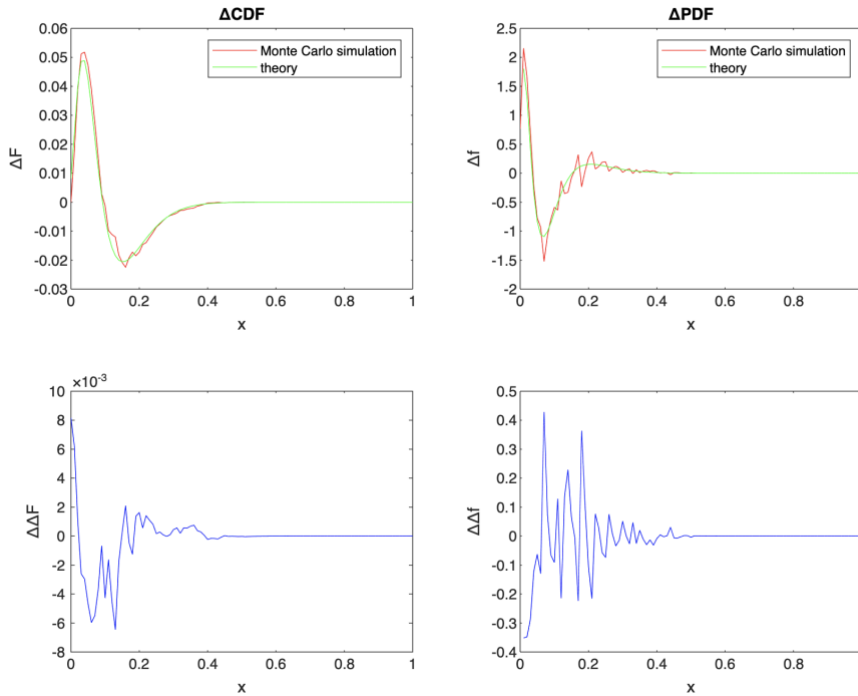 ΔCDF
0.06
0.05
0.04
0.03
0.02
0.01
0
-0.01
-0.02
-0.03
ΔF
Monte Carlo simulation
theory
0 0.2 0.4 0.6 0.8 1
x
ΔPDF
2.5
2
1.5
1
0.5
0
-0.5
-1
-1.5
-2
Δf
Monte Carlo simulation
theory
0 0.2 0.4 0.6 0.8
x
×10⁻³
10
8
6
4
2
0
-2
-4
-6
-8
ΔΔF
0 0.2 0.4 0.6 0.8 1
x
0.5
0.4
0.3
0.2
0.1
0
-0.1
-0.2
-0.3
-0.4
ΔΔf
0 0.2 0.4 0.6 0.8
x